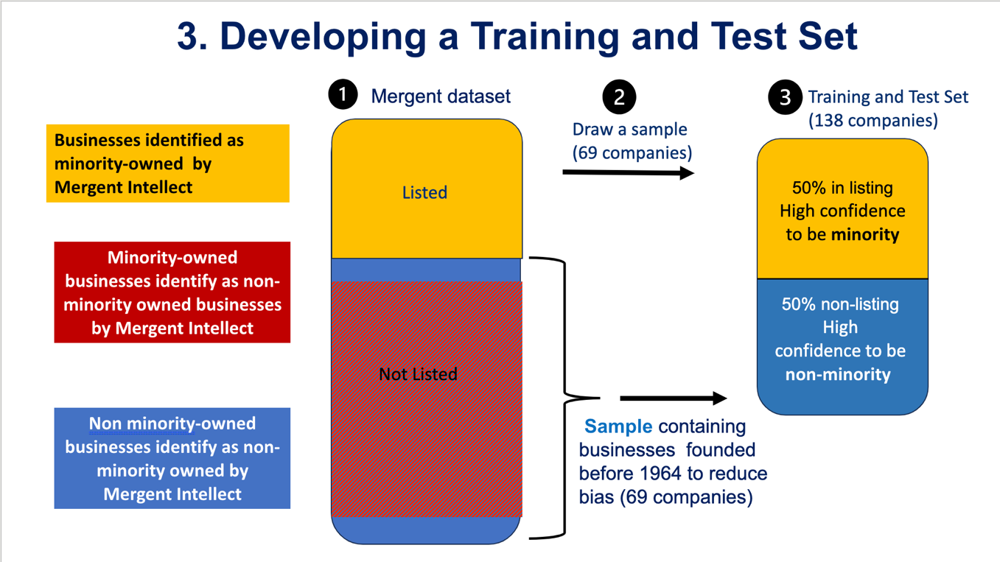 3. Developing a Training and Test Set
1 Mergent dataset
2
Draw a sample
(69 companies)
3 Training and Test Set
(138 companies)
Businesses identified as
minority-owned by
Mergent Intellect
Minority-owned
businesses identify as non-
minority owned businesses
by Mergent Intellect
Non minority-owned
businesses identify as non-
minority owned by
Mergent Intellect
Listed
Not Listed
Sample containing
businesses founded
before 1964 to reduce
bias (69 companies)
50% in listing
High confidence
to be minority
50% non-listing
High
confidence to be
non-minority